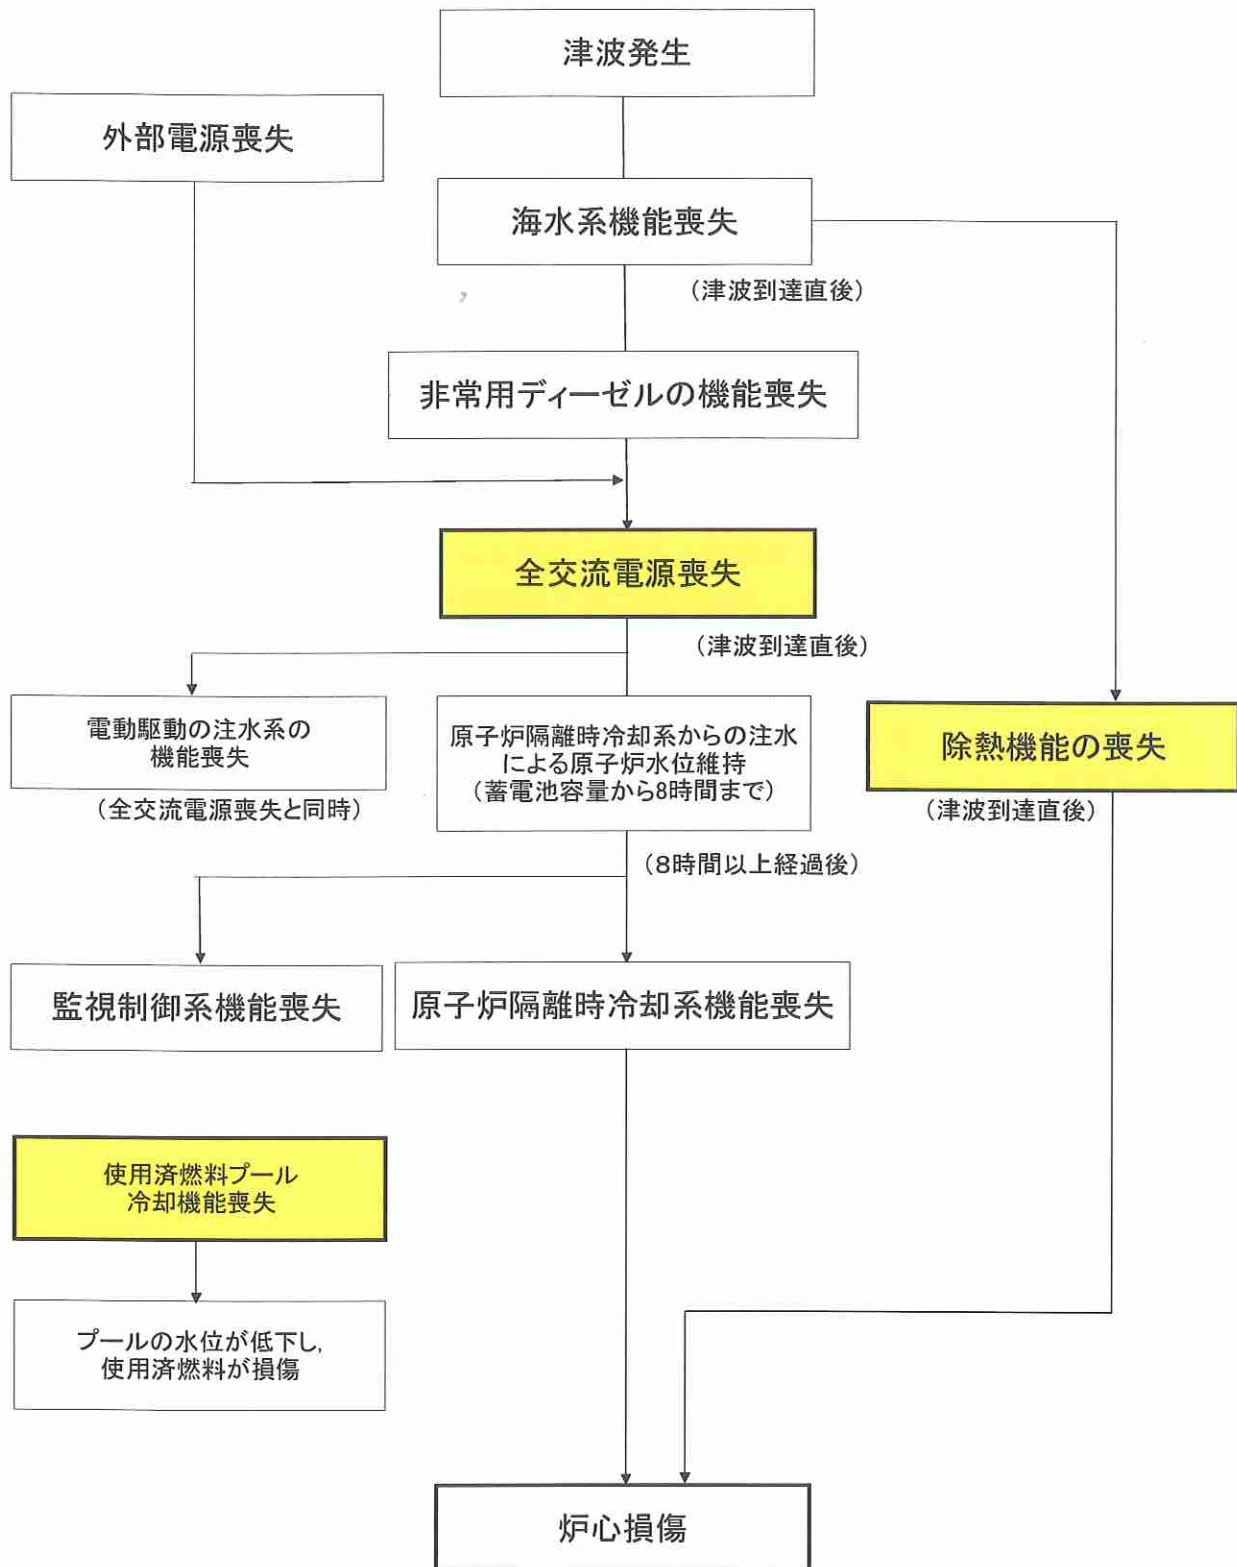 津波発生
外部電源喪失
海水系機能喪失
（津波到達直後）
非常用ディーゼルの機能喪失
全交流電源喪失
（津波到達直後）
電動駆動の注水系の
機能喪失
（全交流電源喪失と同時）
原子炉隔離時冷却系からの注水
による原子炉水位維持
（蓄電池容量から8時間まで）
除熱機能の喪失
（津波到達直後）
（８時間以上経過後）
監視制御系機能喪失
原子炉隔離時冷却系機能喪失
使用済燃料プール
冷却機能喪失
プールの水位が低下し，
使用済燃料が損傷
炉心損傷